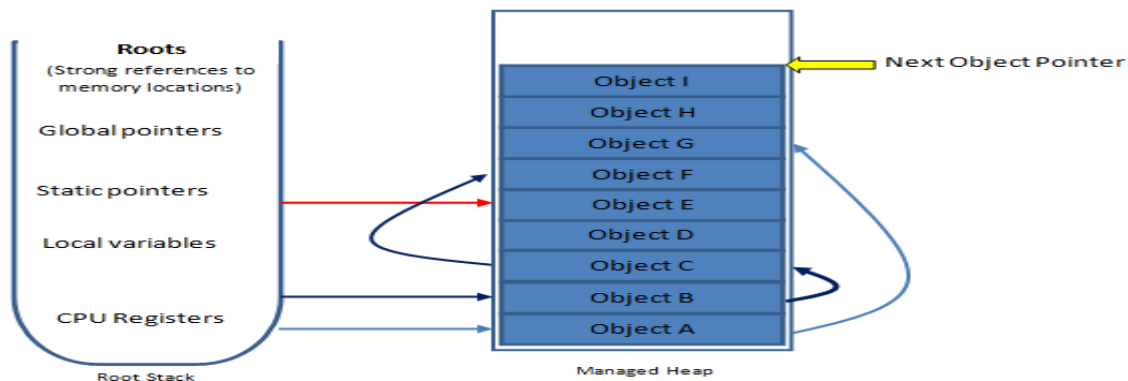 Roots
(Strong references to
memory locations)
Global pointers
Static pointers
Local variables
CPU Registers
Root Stack
Object I
Object H
Object G
Object F
Object E
Object D
Object C
Object B
Object A
Managed Heap
Next Object Pointer